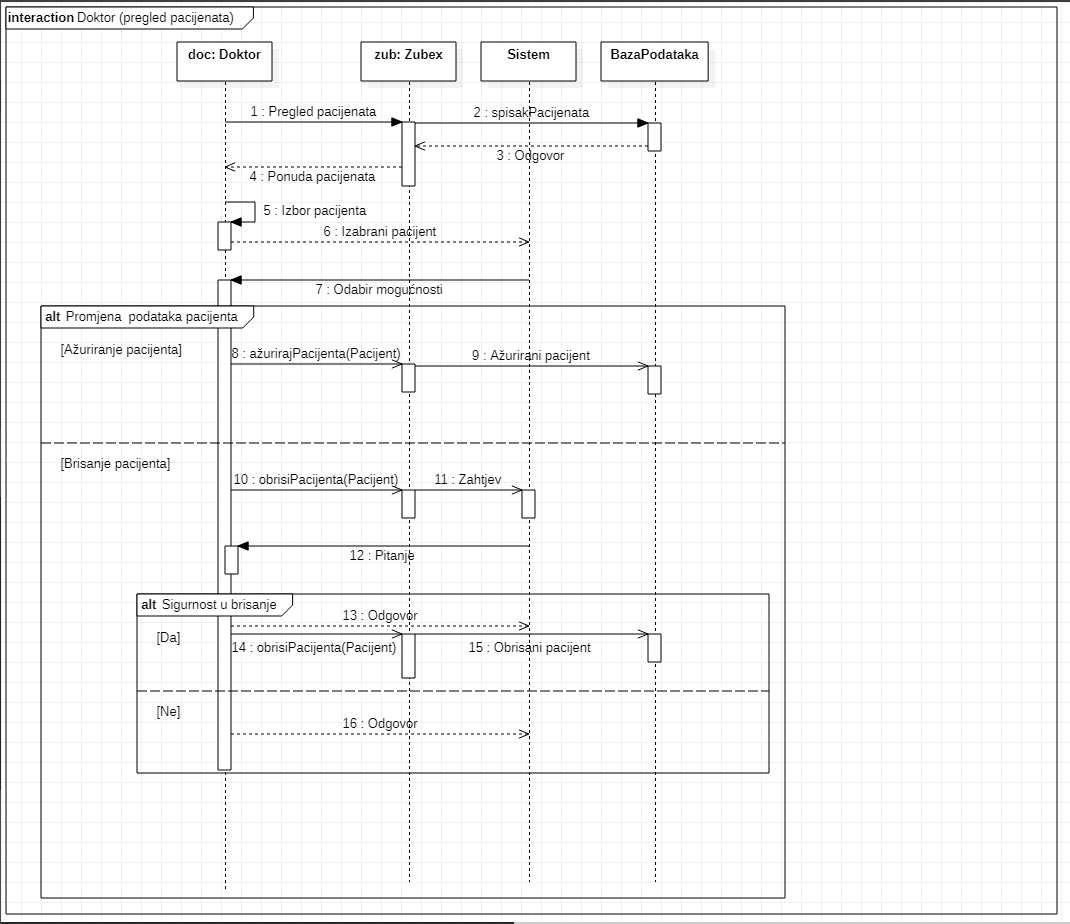 interaction Doktor (pregled pacijenata)
doc: Doktor
zub: Zubex
Sistem
BazaPodataka
1 : Pregled pacijenata
2 : spisakPacijenata
3 : Odgovor
4 : Ponuda pacijenata
5 : Izbor pacijenta
6 : Izabrani pacijent
7 : Odabir mogućnosti
alt Promjena podataka pacijenta
[Ažuriranje pacijenta]
8 : ažurirajPacijenta(Pacijent)
9 : Ažurirani pacijent
[Brisanje pacijenta]
10 : obrisiPacijenta(Pacijent)
11 : Zahtjev
12 : Pitanje
alt Sigurnost u brisanje
13 : Odgovor
[Da]
14 : obrisiPacijenta(Pacijent)
15 : Obrisani pacijent
[Ne]
16 : Odgovor